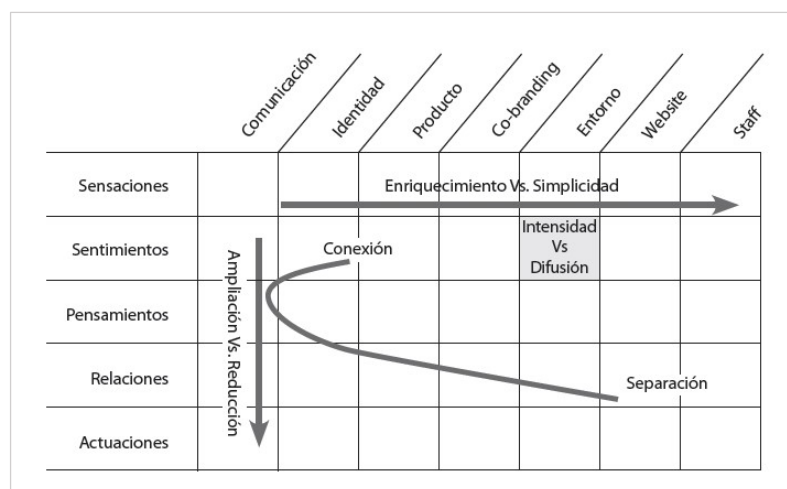 Comunicación
Identidad
Producto
Co-branding
Entorno
Website
Staff
Sensaciones
Enriquecimiento Vs. Simplicidad
Sentimientos
Conexión
Intensidad
Vs
Difusión
Ampliación Vs. Reducción
Pensamientos
Relaciones
Separación
Actuaciones